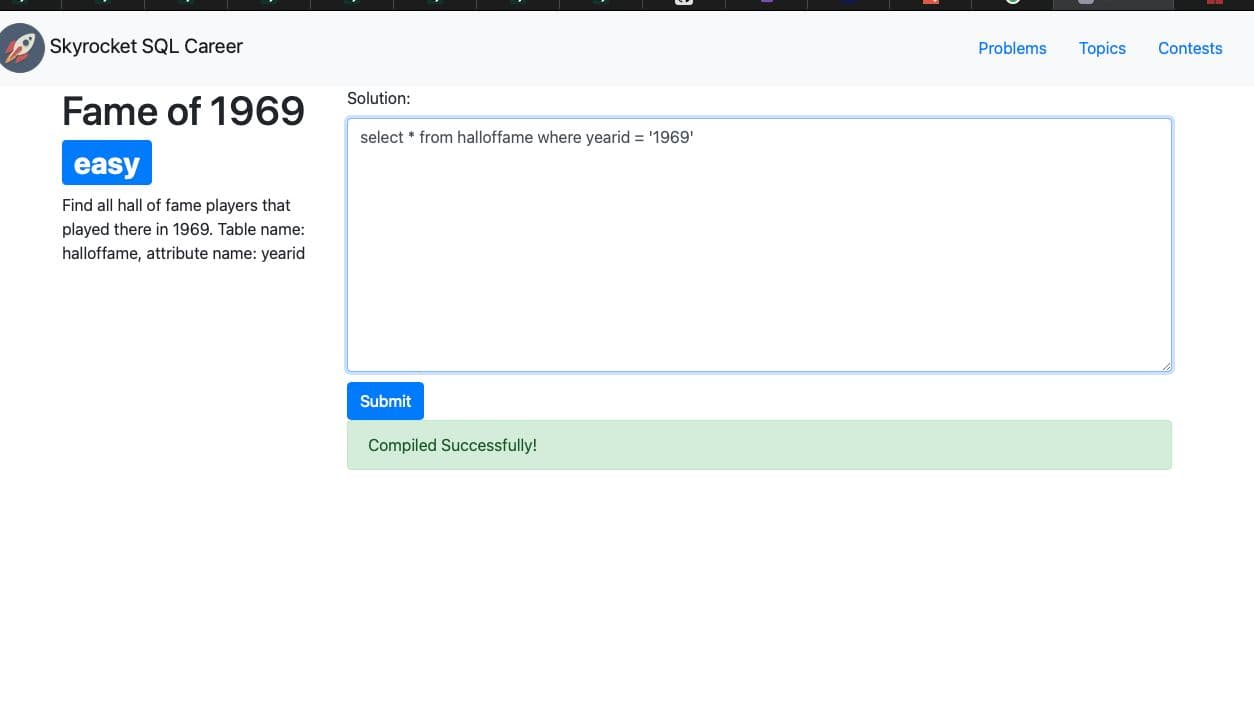 Skyrocket SQL Career
Problems
Topics
Contests
Fame of 1969
easy
Find all hall of fame players that
played there in 1969. Table name:
halloffame, attribute name: yearid
Solution:
select * from halloffame where yearid = '1969'
Submit
Compiled Successfully!